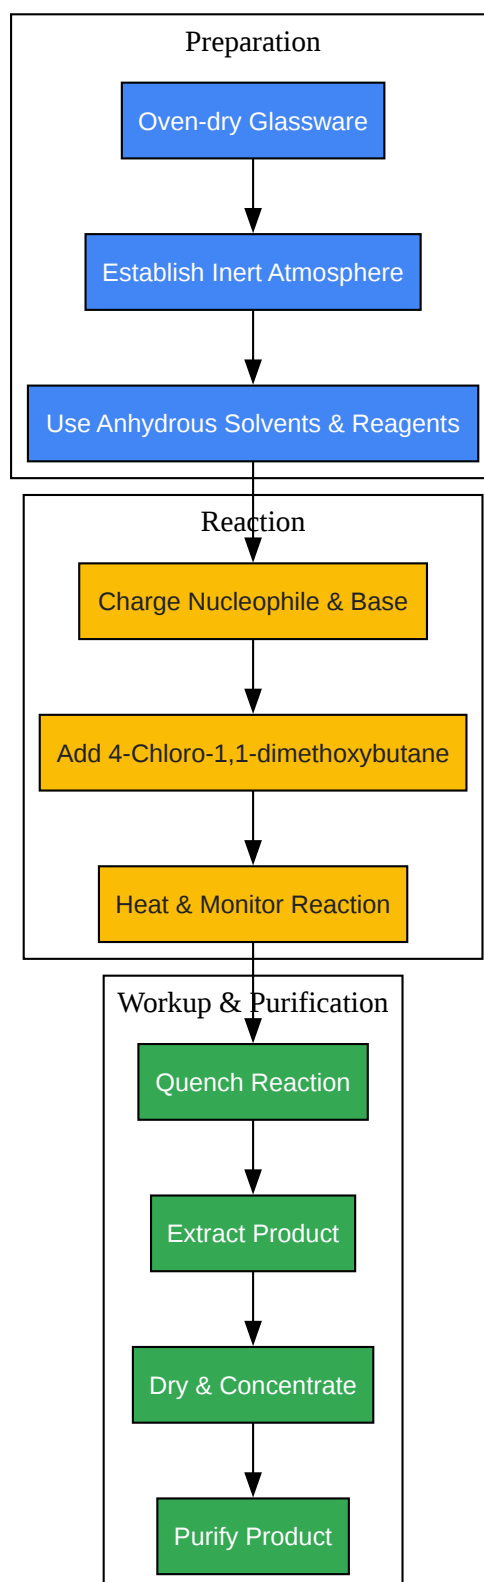 Preparation
Oven-dry Glassware
Establish Inert Atmosphere
Use Anhydrous Solvents & Reagents
Reaction
Charge Nucleophile & Base
Add 4-Chloro-1,1-dimethoxybutane
Heat & Monitor Reaction
Workup & Purification
Quench Reaction
Extract Product
Dry & Concentrate
Purify Product